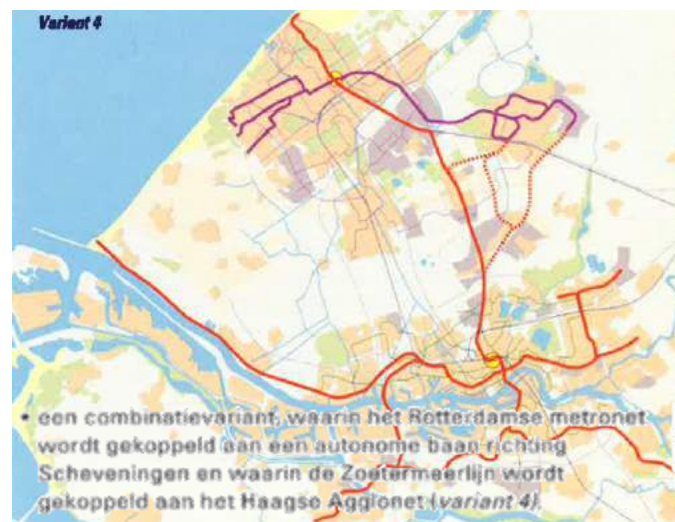 Variant 4
• een combinatievariant, waarin het Rotterdamse metronet
wordt gekoppeld aan een autonome baan richting
Scheveningen en waarin de Zoetermeerlijn wordt
gekoppeld aan het Haagse Agglonet (variant 4).